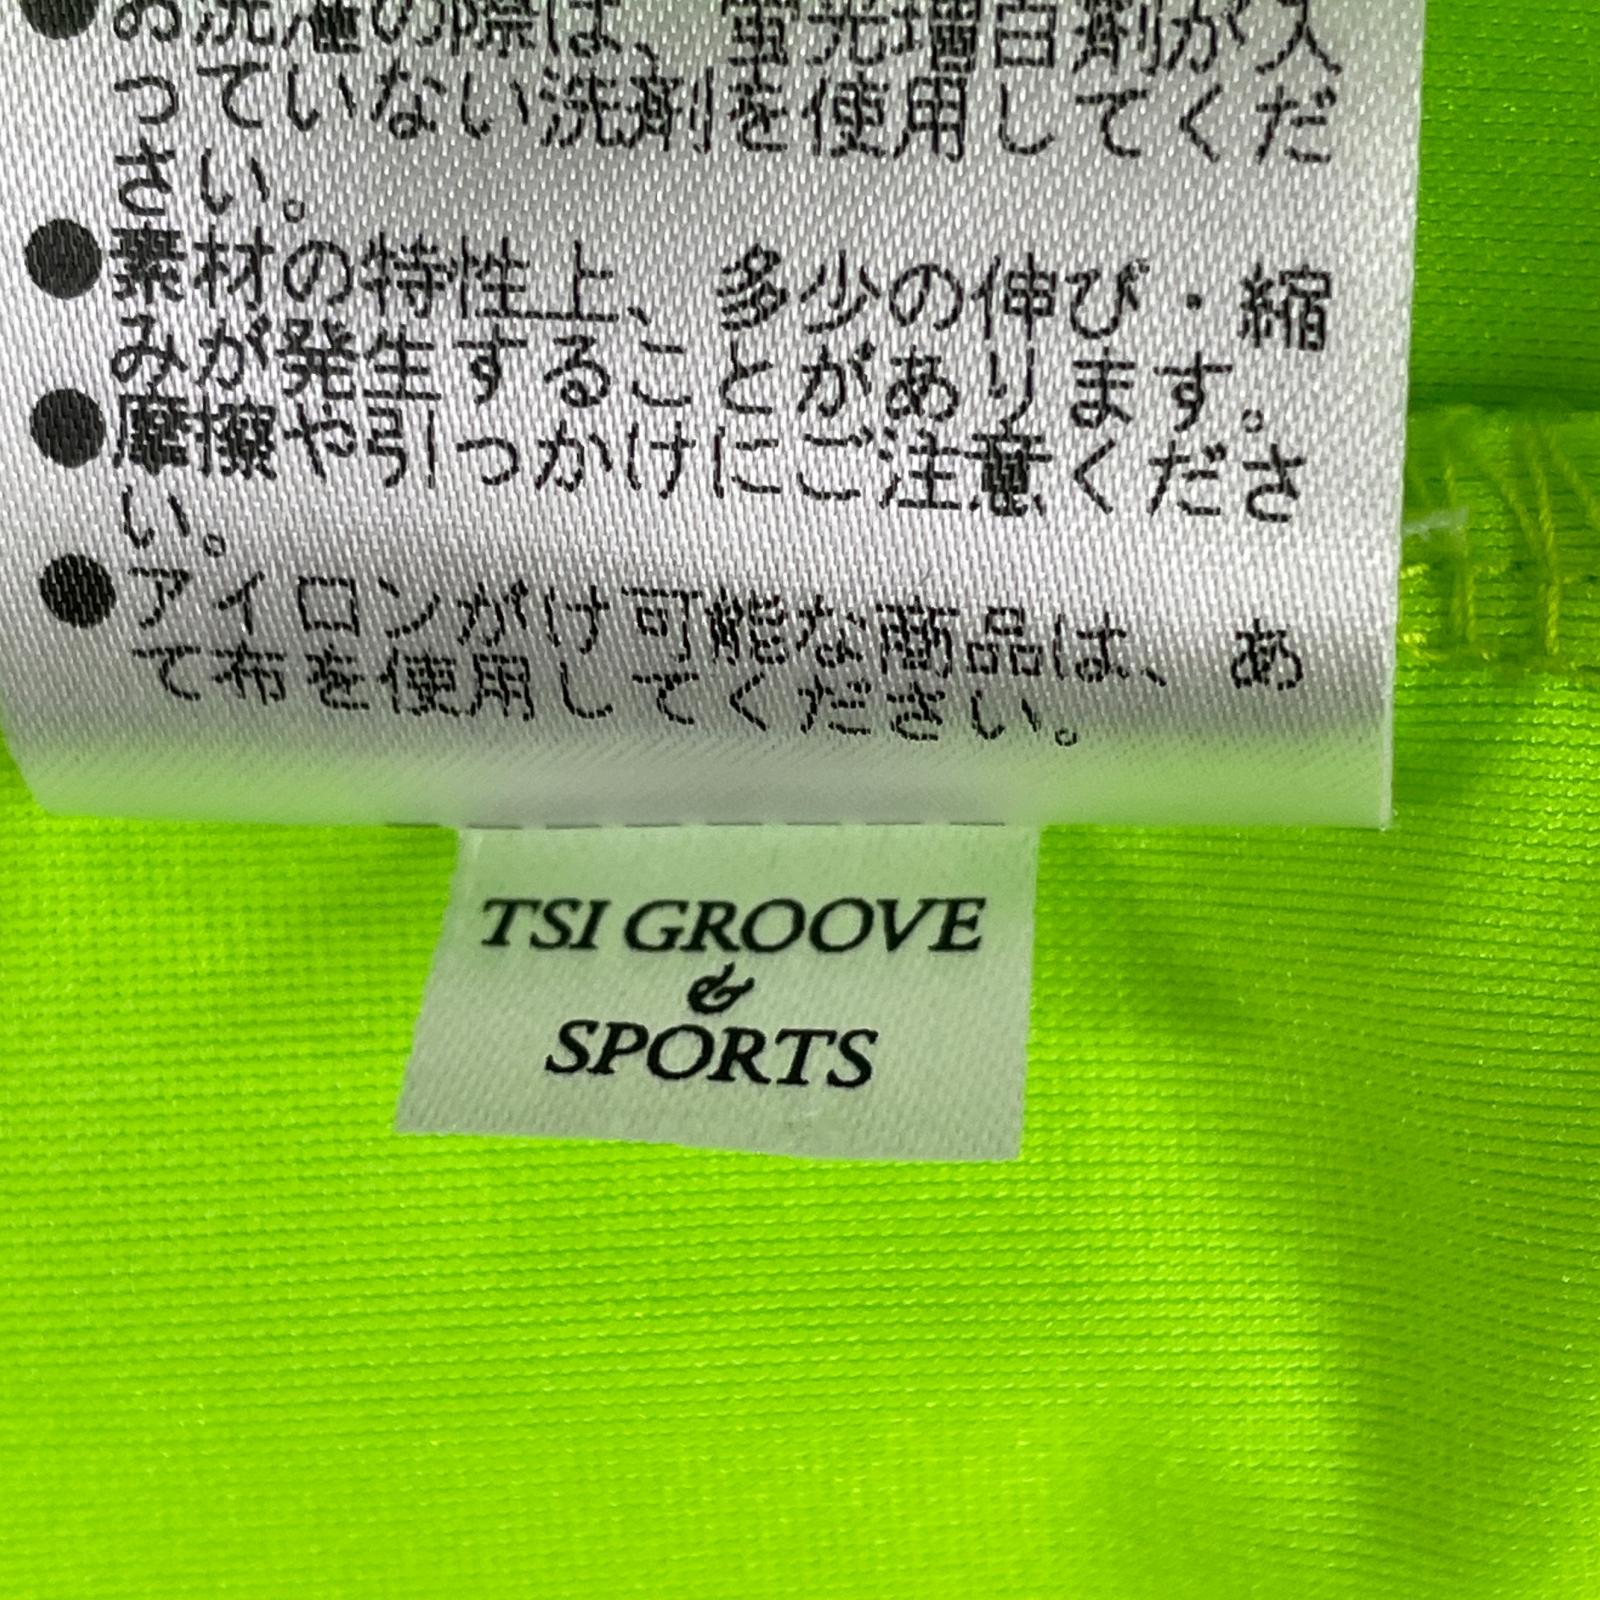 ●お洗濯の際は、蛍光増白剤が入
っていない洗剤を使用してくだ
さい。
●素材の特性上、多少の伸び・縮
みが発生することがあります。
●摩擦や引っかけにご注意くださ
い。
●アイロンがけ可能な商品は、あ
て布を使用してください。
TSI GROOVE
&
SPORTS